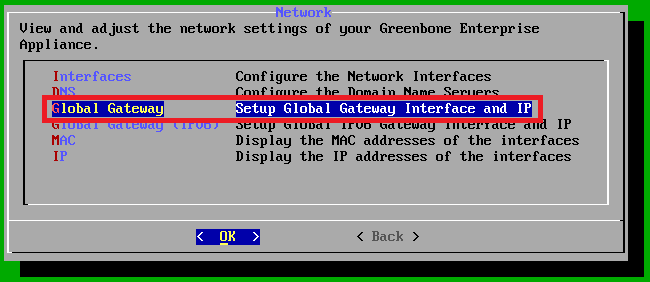 Network
View and adjust the network settings of your Greenbone Enterprise
Appliance.
Interfaces Configure the Network Interfaces
DNS Configure the Domain Name Servers
Global Gateway Setup Global Gateway Interface and IP
Global Gateway (IPv6) Setup Global IPv6 Gateway Interface and IP
MAC Display the MAC addresses of the interfaces
IP Display the IP addresses of the interfaces
< OK > < Back >